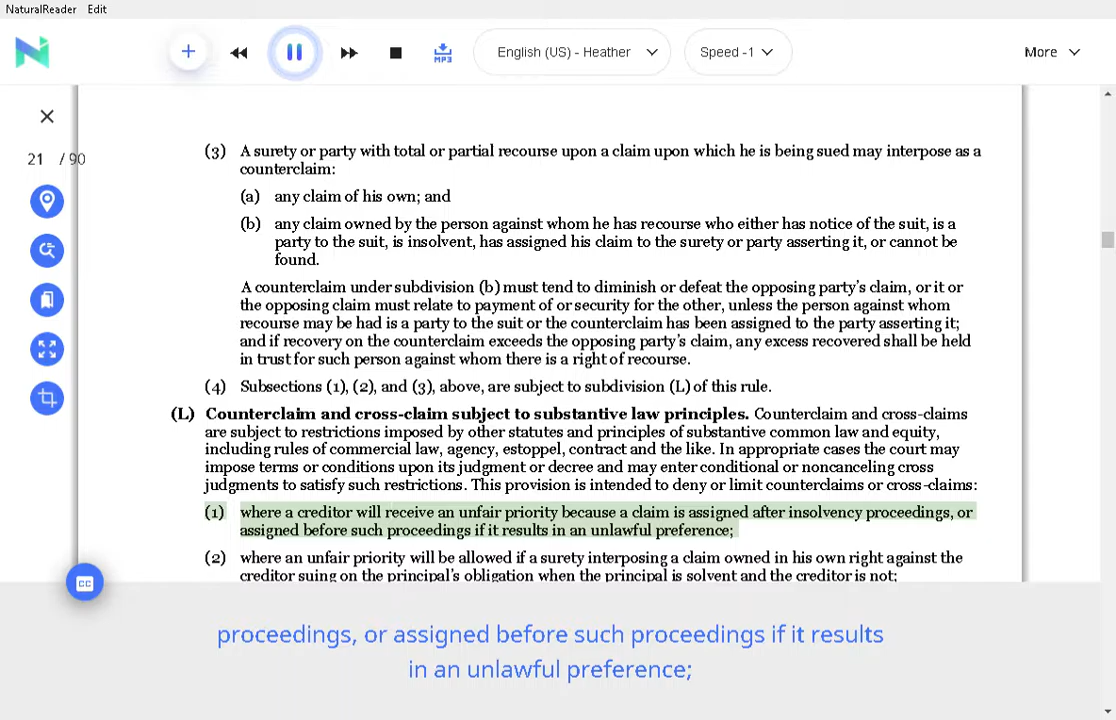 NaturalReader Edit
English (US) - Heather
Speed -1
More
MP3
21 / 90
(3) A surety or party with total or partial recourse upon a claim upon which he is being sued may interpose as a
counterclaim:
(a) any claim of his own; and
(b) any claim owned by the person against whom he has recourse who either has notice of the suit, is a
party to the suit, is insolvent, has assigned his claim to the surety or party asserting it, or cannot be
found.
A counterclaim under subdivision (b) must tend to diminish or defeat the opposing party's claim, or it or
the opposing claim must relate to payment of or security for the other, unless the person against whom
recourse may be had is a party to the suit or the counterclaim has been assigned to the party asserting it;
and if recovery on the counterclaim exceeds the opposing party's claim, any excess recovered shall be held
in trust for such person against whom there is a right of recourse.
(4) Subsections (1), (2), and (3), above, are subject to subdivision (L) of this rule.
(L) Counterclaim and cross-claim subject to substantive law principles. Counterclaim and cross-claims
are subject to restrictions imposed by other statutes and principles of substantive common law and equity,
including rules of commercial law, agency, estoppel, contract and the like. In appropriate cases the court may
impose terms or conditions upon its judgment or decree and may enter conditional or noncanceling cross
judgments to satisfy such restrictions. This provision is intended to deny or limit counterclaims or cross-claims:
(1) where a creditor will receive an unfair priority because a claim is assigned after insolvency proceedings, or
assigned before such proceedings if it results in an unlawful preference;
(2) where an unfair priority will be allowed if a surety interposing a claim owned in his own right against the
creditor suing on the principal's obligation when the principal is solvent and the creditor is not;
CC
proceedings, or assigned before such proceedings if it results
in an unlawful preference;